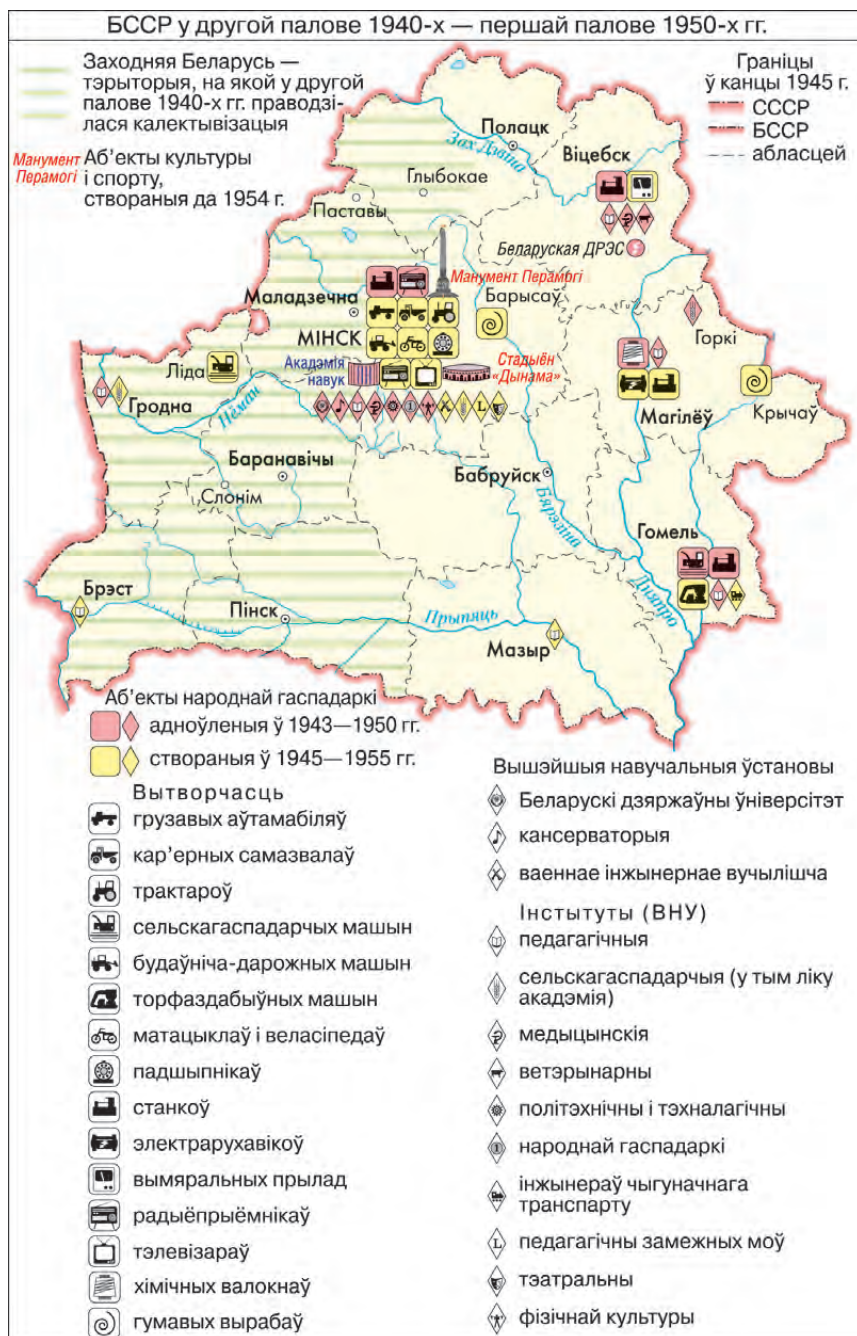 БССР у другой палове 1940-х — першай палове 1950-х гг.
Заходняя Беларусь —
тэрыторыя, на якой у другой
палове 1940-х гг. праводзі-
лася калектывізацыя
Манумент
Перамогі
Аб'екты культуры
і спорту,
створаныя да 1954 г.
Граніцы
ў канцы 1945 г.
СССР
БССР
абласцей
Полацк
Зах Дзвіна
Віцебск
Глыбокае
Паставы
Беларуская ДРЭС
Манумент Перамогі
Маладзечна
Барысаў
МІНСК
Горкі
Ліда
Акадэмія
навук
Стадыён
«Дынама»
Гродна
Нёман
Магілёў
Крычаў
Баранавічы
Слонім
Бабруйск
Бярэзіна
Гомель
Дняпро
Брэст
Пінск
Прыпяць
Мазыр
Аб'екты народнай гаспадаркі
адноўленыя ў 1943—1950 гг.
створаныя ў 1945—1955 гг.
Вытворчасць
грузавых аўтамабіляў
кар'ерных самазвалаў
трактароў
сельскагаспадарчых машын
будаўніча-дарожных машын
торфаздабыўных машын
матацыклаў і веласіпедаў
падшыпнікаў
станкоў
электрарухавікоў
вымяральных прылад
радыёпрыёмнікаў
тэлевізараў
хімічных валокнаў
гумавых вырабаў
Вышэйшыя навучальныя ўстановы
Беларускі дзяржаўны ўніверсітэт
кансерваторыя
ваеннае інжынернае вучылішча
Інстытуты (ВНУ)
педагагічныя
сельскагаспадарчыя (у тым ліку
акадэмія)
медыцынскія
ветэрынарны
політэхнічны і тэхналагічны
народнай гаспадаркі
інжынераў чыгуначнага
транспарту
L педагагічны замежных моў
тэатральны
фізічнай культуры